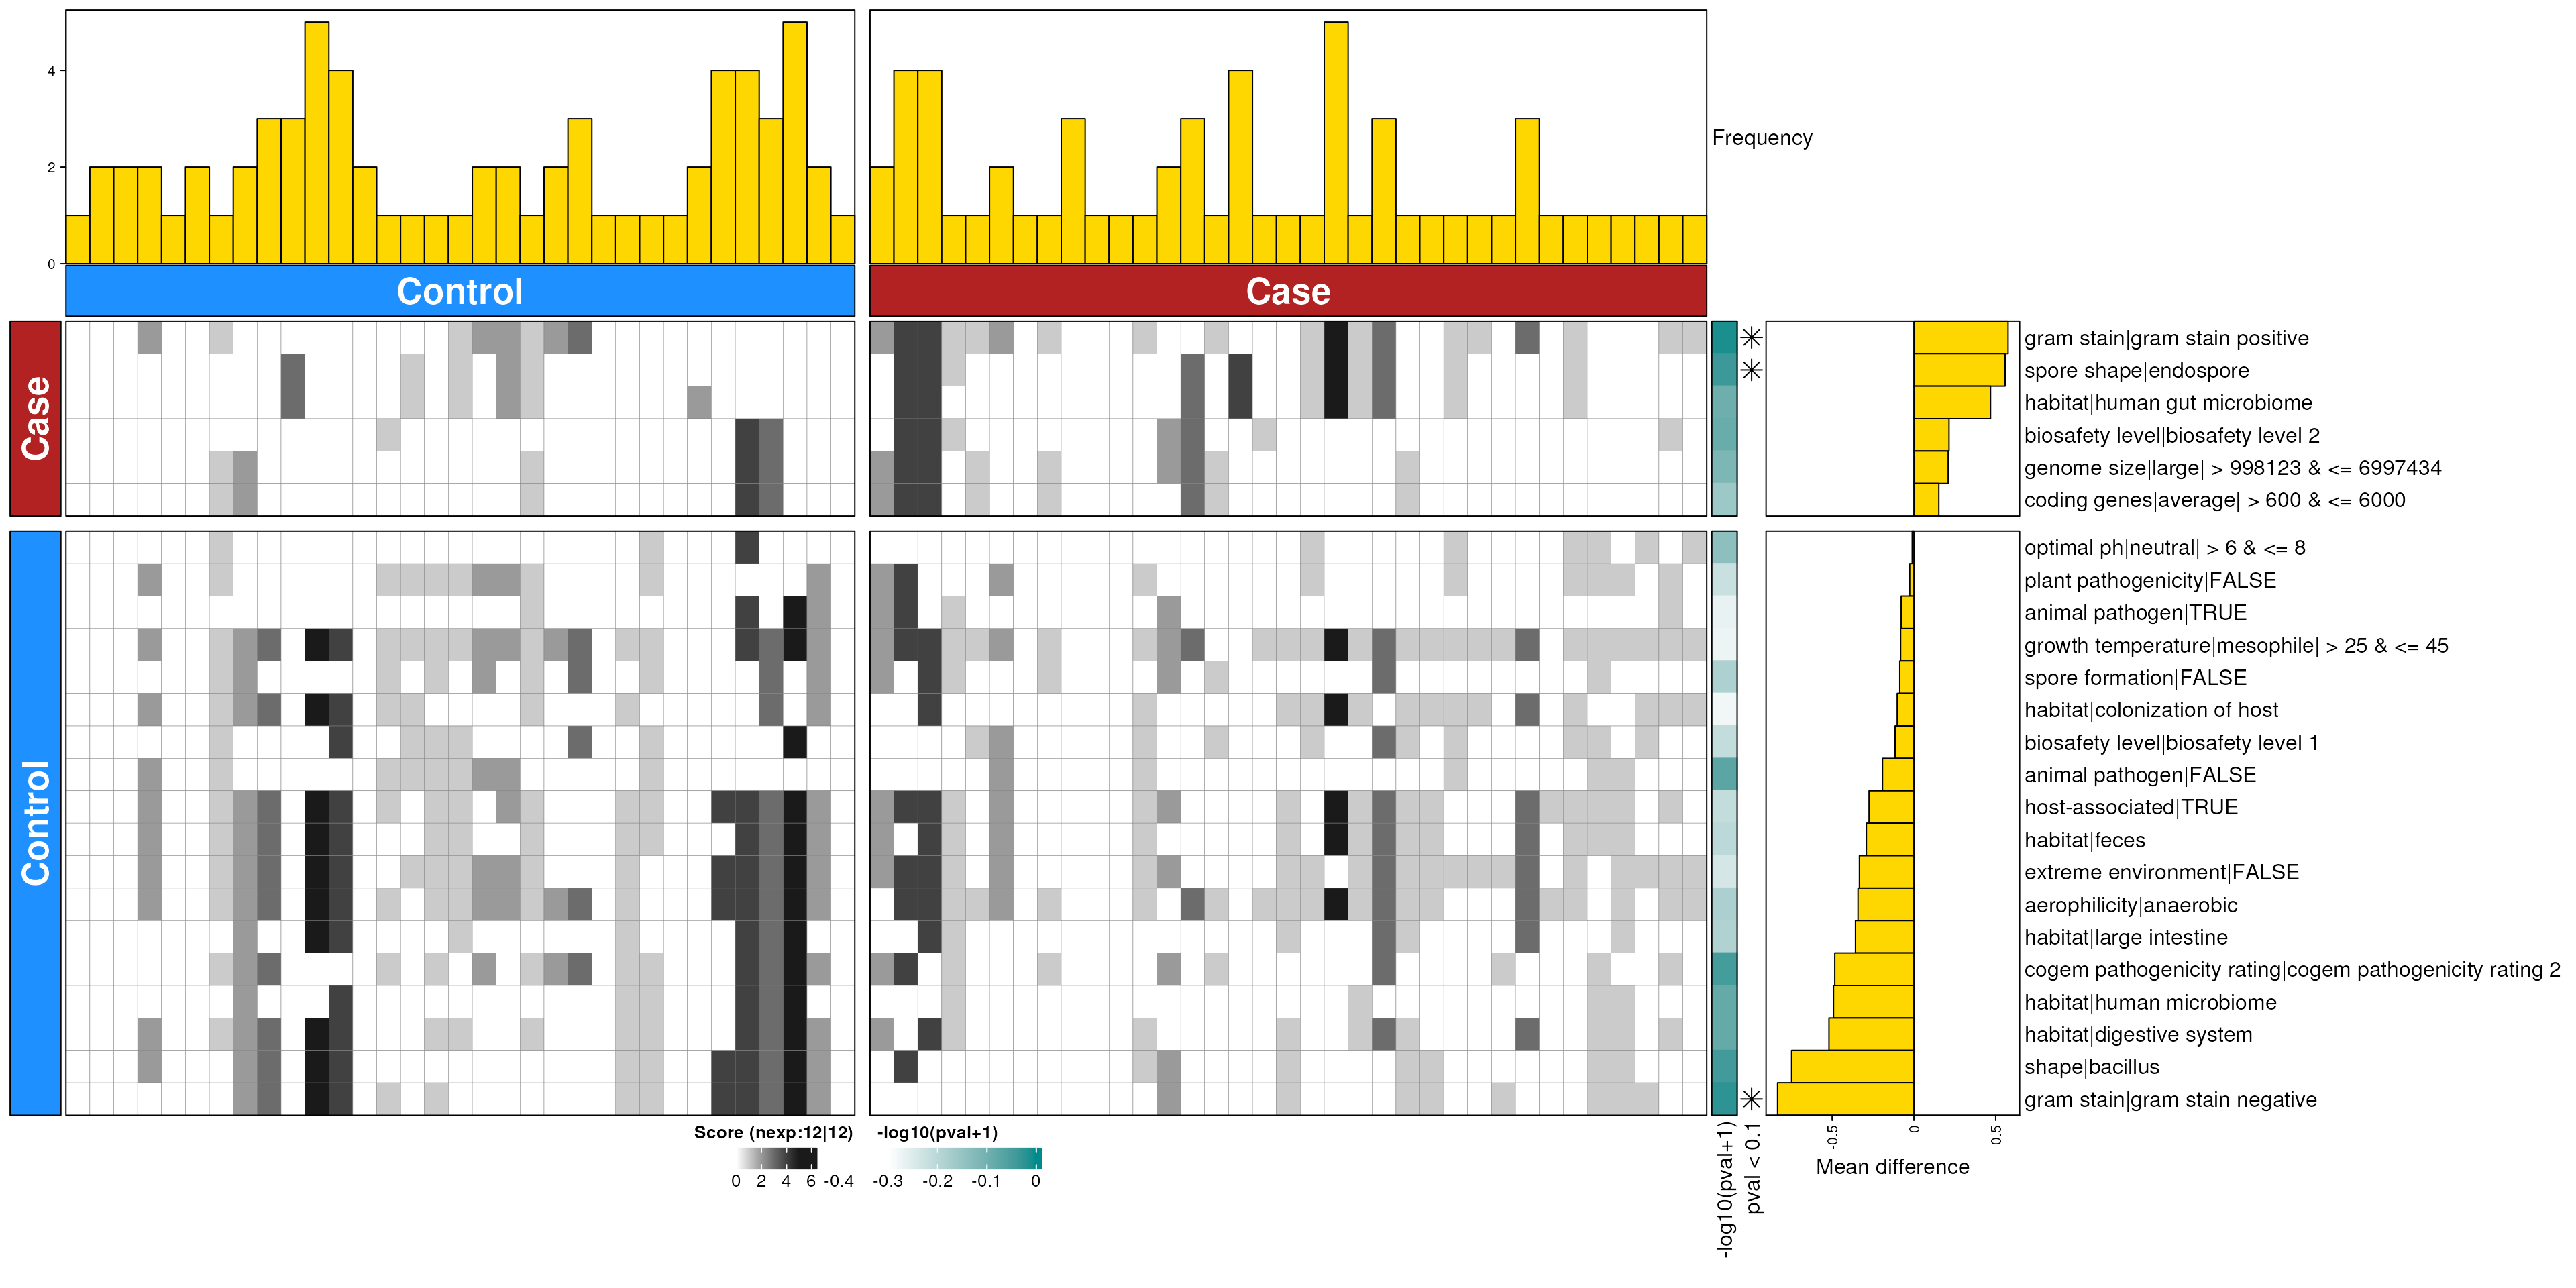 4
2
0
Frequency
Control
Case
Case
gram stain|gram stain positive
spore shape|endospore
habitat|human gut microbiome
biosafety level|biosafety level 2
genome size|large| > 998123 & <= 6997434
coding genes|average| > 600 & <= 6000
Control
optimal ph|neutral| > 6 & <= 8
plant pathogenicity|FALSE
animal pathogen|TRUE
growth temperature|mesophile| > 25 & <= 45
spore formation|FALSE
habitat|colonization of host
biosafety level|biosafety level 1
animal pathogen|FALSE
host-associated|TRUE
habitat|feces
extreme environment|FALSE
aerophilicity|anaerobic
habitat|large intestine
cogem pathogenicity rating|cogem pathogenicity rating 2
habitat|human microbiome
habitat|digestive system
shape|bacillus
gram stain|gram stain negative
-log10(pval+1)
pval < 0.1
-0.5 0 0.5
Mean difference
Score (nexp:12|12)
0 2 4 6
-log10(pval+1)
-0.4 -0.3 -0.2 -0.1 0